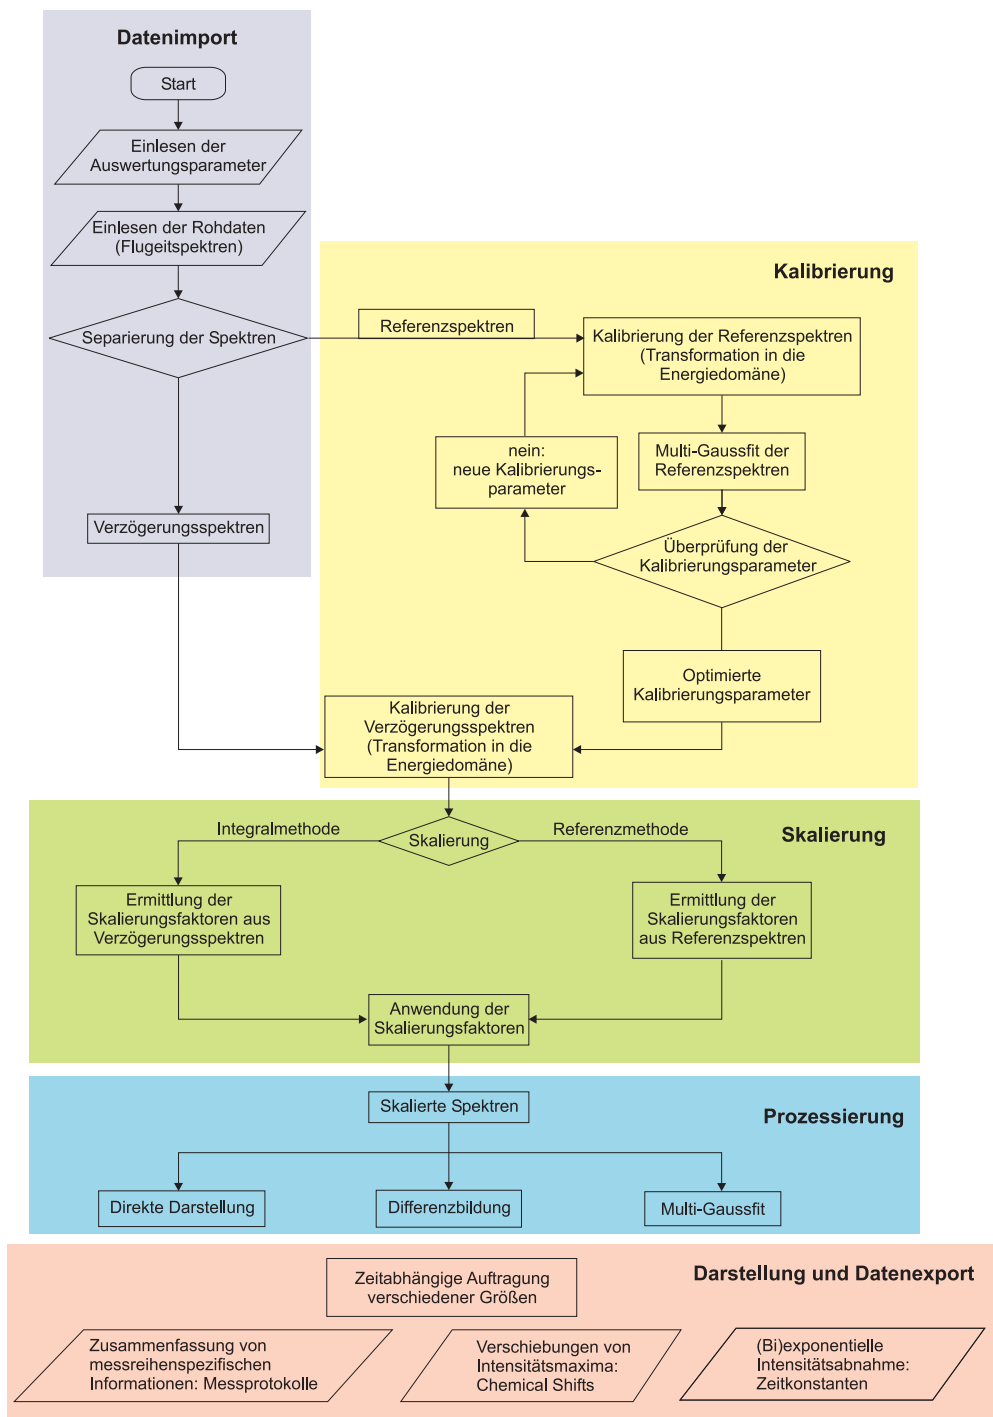 Datenimport
Start
Einlesen der
Auswertungsparameter
Einlesen der Rohdaten
(Flugeitspektren)
Separierung der Spektren
Verzögerungsspektren
Kalibrierung
Referenzspektren
Kalibrierung der Referenzspektren
(Transformation in die
Energiedomäne)
nein:
neue Kalibrierungs-
parameter
Multi-Gaussfit der
Referenzspektren
Überprüfung der
Kalibrierungsparameter
Optimierte
Kalibrierungsparameter
Kalibrierung der
Verzögerungsspektren
(Transformation in die
Energiedomäne)
Skalierung
Integralmethode
Skalierung
Referenzmethode
Ermittlung der
Skalierungsfaktoren aus
Verzögerungsspektren
Ermittlung der
Skalierungsfaktoren
aus Referenzspektren
Anwendung der
Skalierungsfaktoren
Prozessierung
Skalierte Spektren
Direkte Darstellung
Differenzbildung
Multi-Gaussfit
Darstellung und Datenexport
Zeitabhängige Auftragung
verschiedener Größen
Zusammenfassung von
messreihenspezifischen
Informationen: Messprotokolle
Verschiebungen von
Intensitätsmaxima:
Chemical Shifts
(Bi)exponentielle
Intensitätsabnahme:
Zeitkonstanten